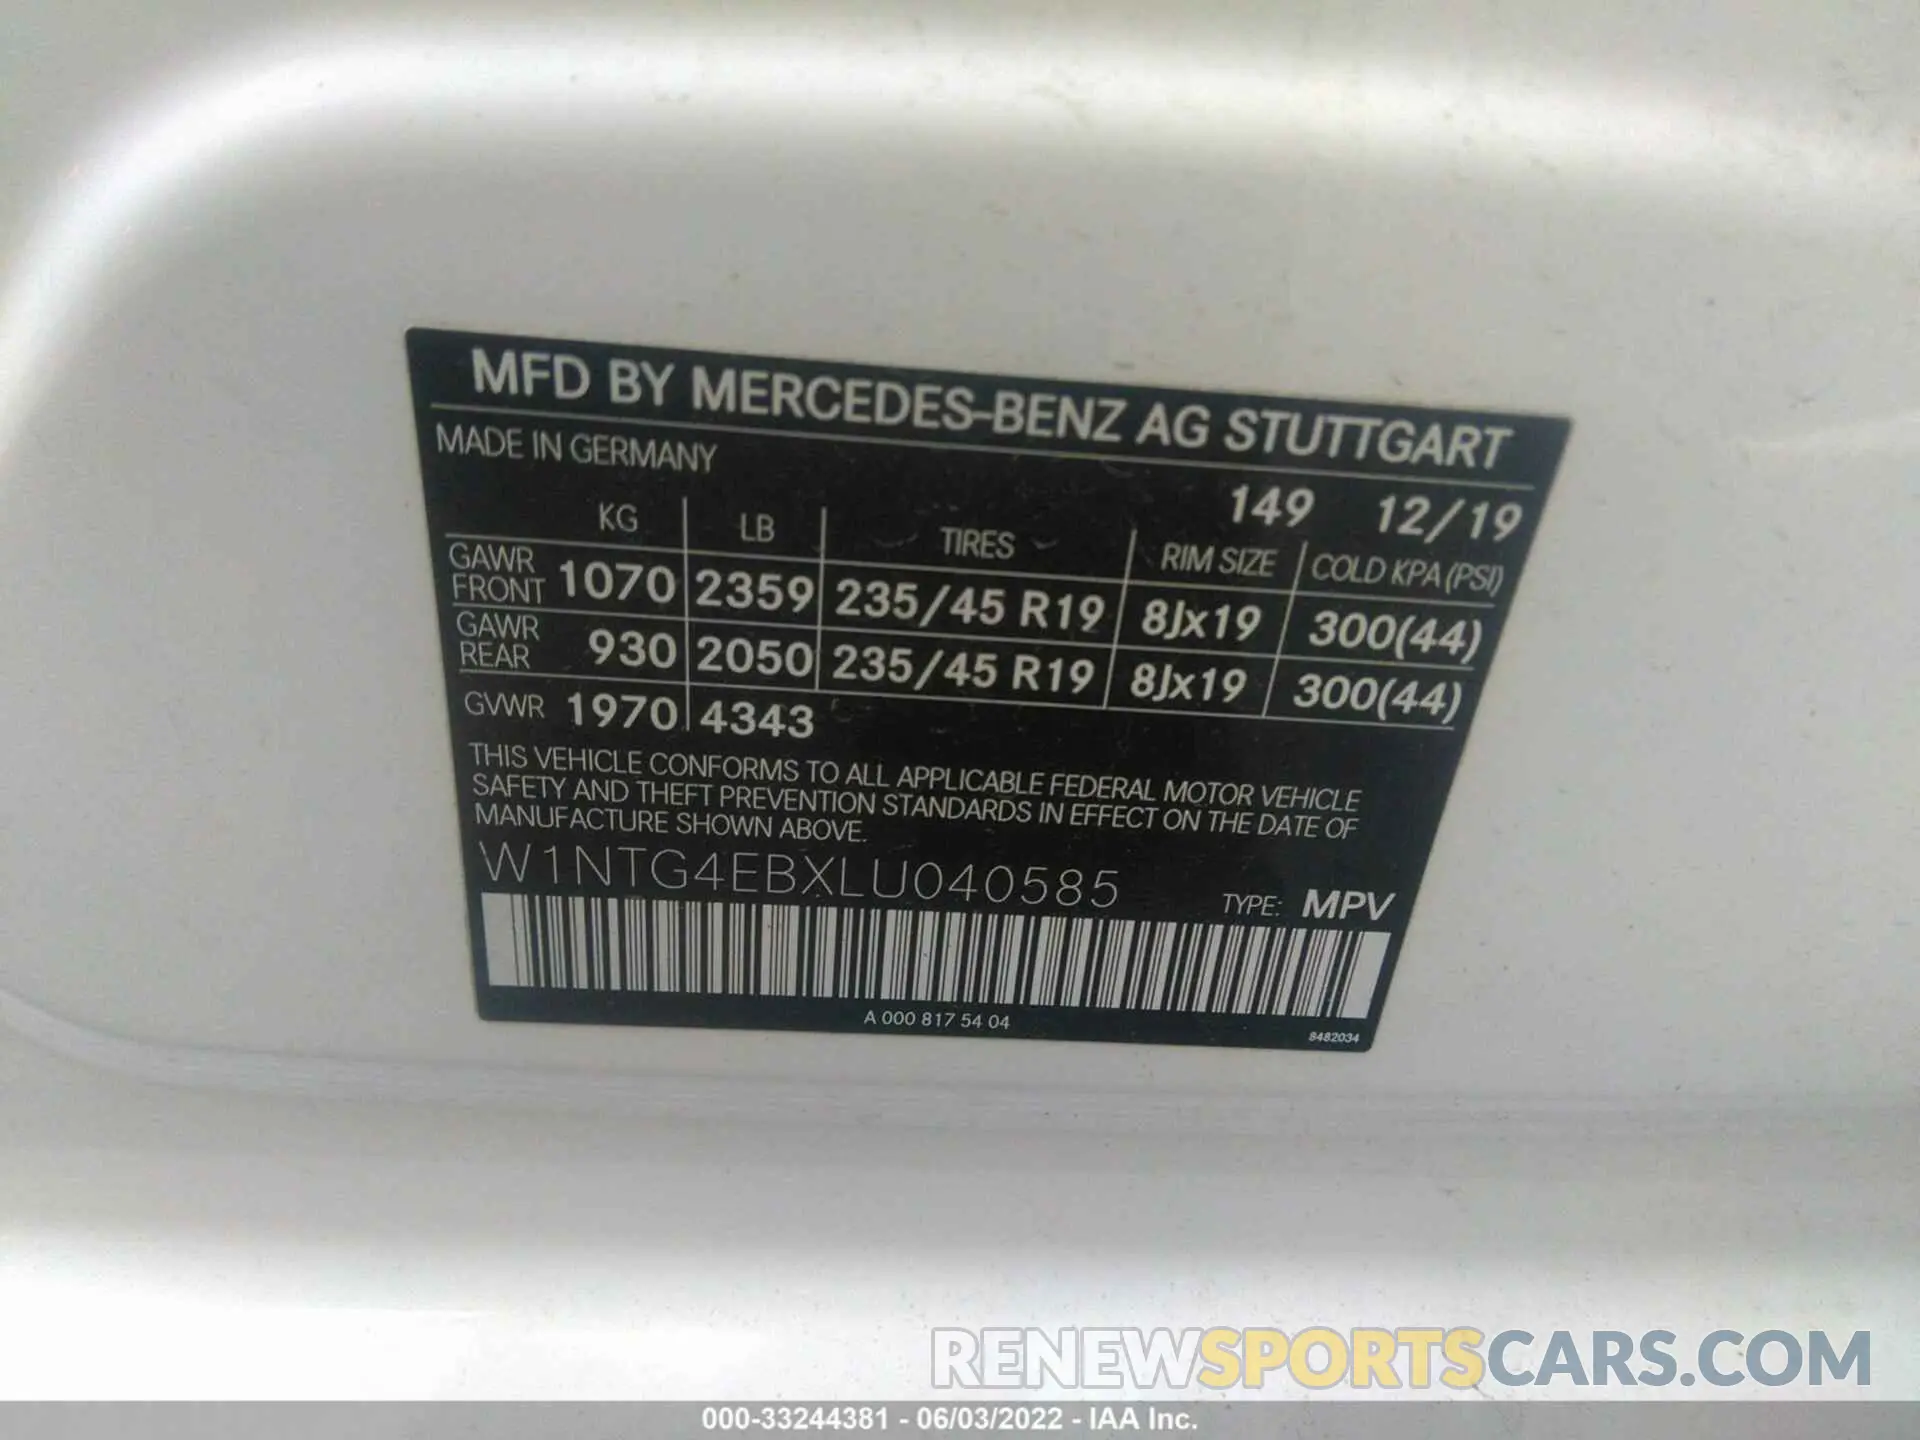 MFD BY MERCEDES-BENZ AG STUTTGART
MADE IN GERMANY
149 12/19
KG LB TIRES RIM SIZE COLD KPA (PSI)
GAWR FRONT 1070 2359 235/45 R19 8Jx19 300(44)
GAWR REAR 930 2050 235/45 R19 8Jx19 300(44)
GVWR 1970 4343
THIS VEHICLE CONFORMS TO ALL APPLICABLE FEDERAL MOTOR VEHICLE
SAFETY AND THEFT PREVENTION STANDARDS IN EFFECT ON THE DATE OF
MANUFACTURE SHOWN ABOVE.
W1NTG4EBXLU040585 TYPE: MPV
A 000 817 54 04
8482034
RENEWSPORTSCARS.COM
000-33244381 - 06/03/2022 - IAA Inc.